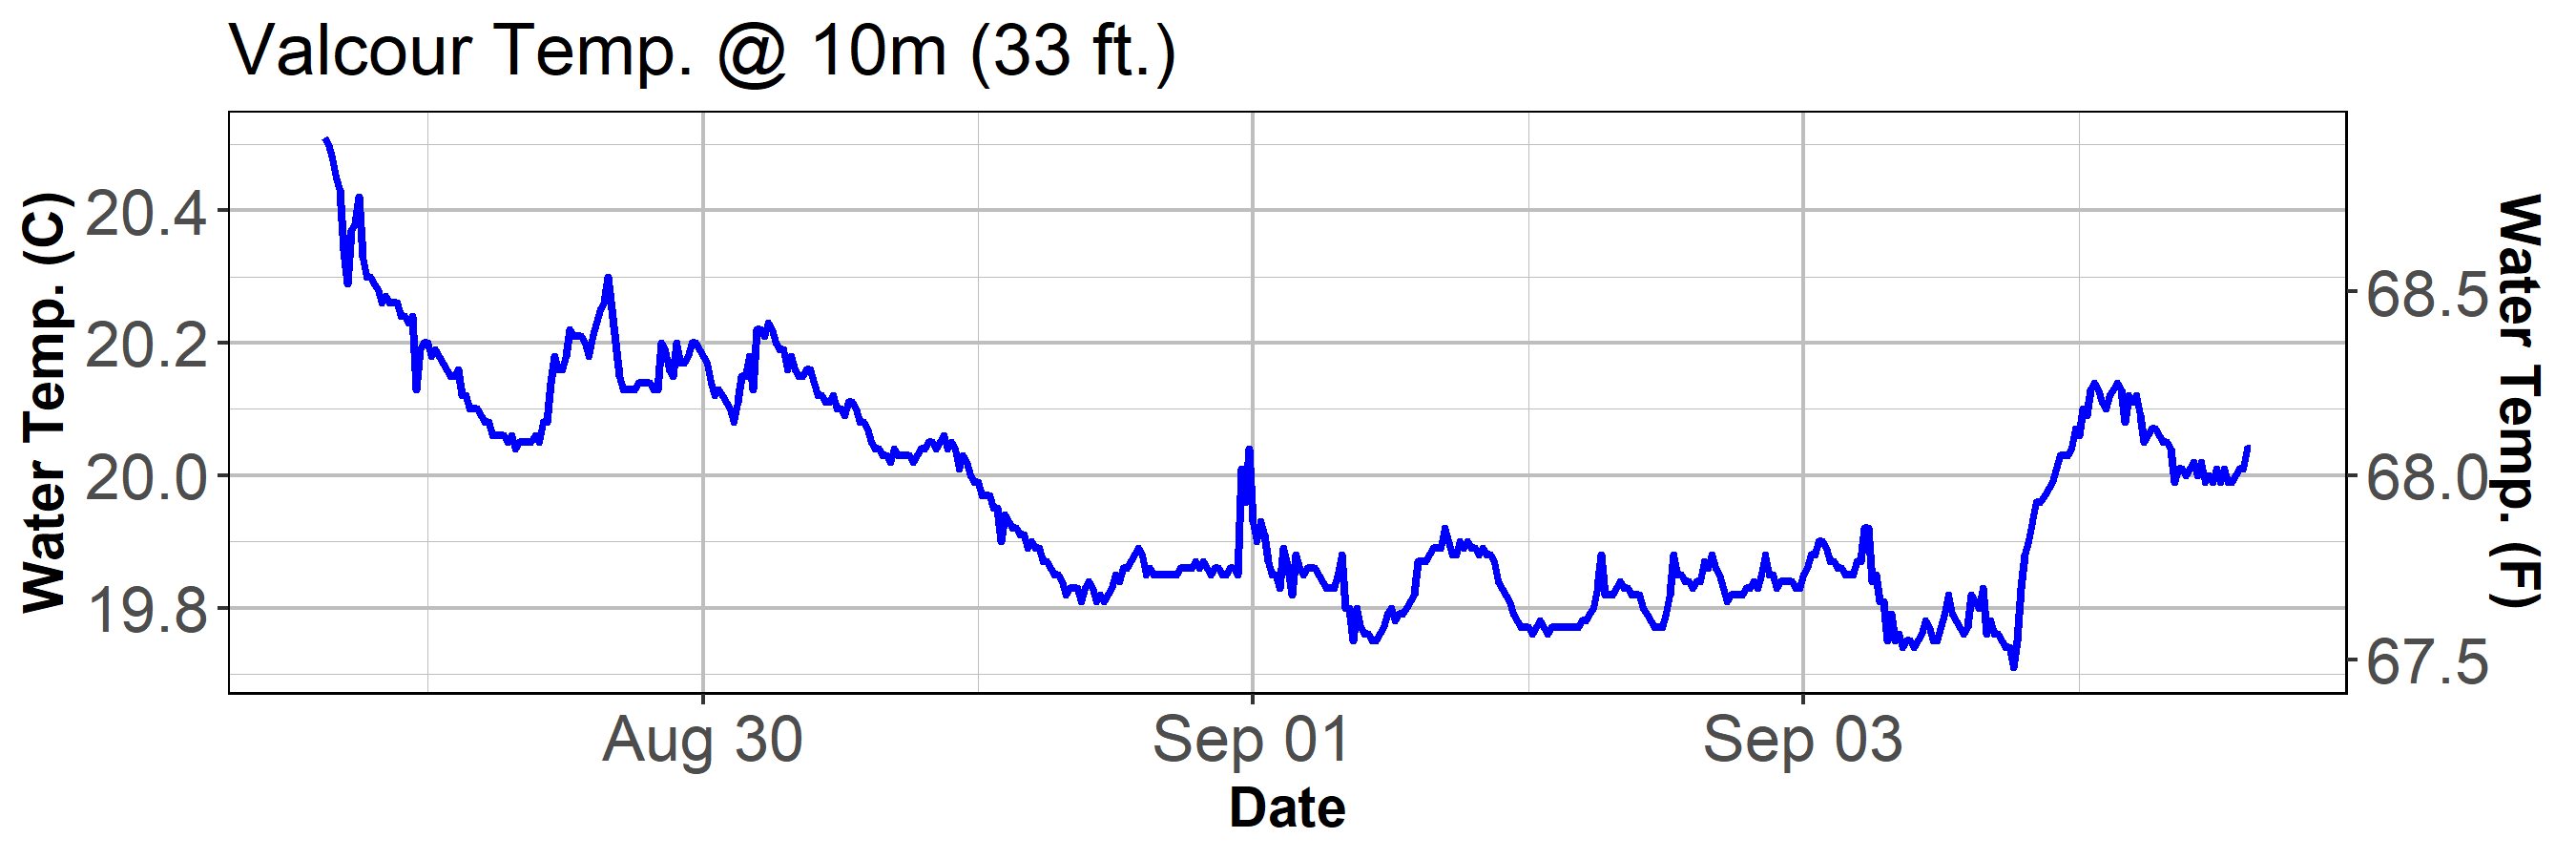 Valcour Temp. @ 10m (33 ft.)
Water Temp. (C)
20.4
20.2
20.0
19.8
68.5
68.0
67.5
Water Temp. (F)
Aug 30
Sep 01
Sep 03
Date